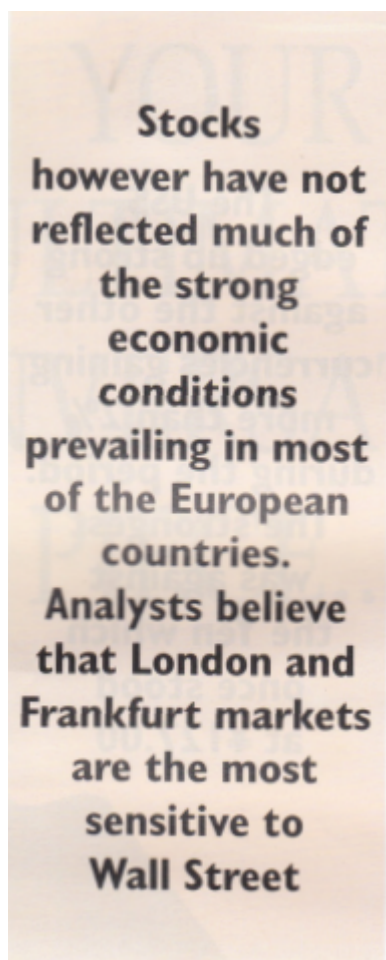 Stocks
however have not
reflected much of
the strong
economic
conditions
prevailing in most
of the European
countries.
Analysts believe
that London and
Frankfurt markets
are the most
sensitive to
Wall Street